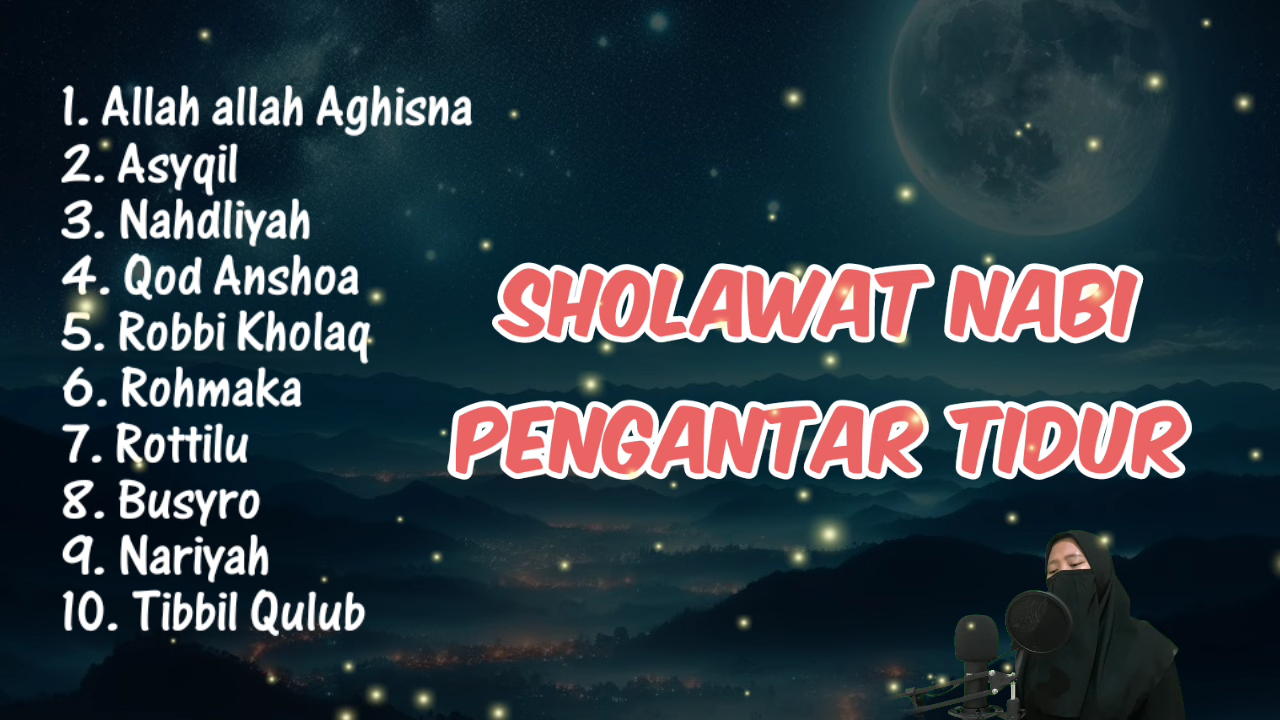 1. Allah allah Aghisna
2. Asyqil
3. Nahdliyah
4. Qod Anshoa
5. Robbi Kholaq
6. Rohmaka
7. Rottilu
8. Busyro
9. Nariyah
10. Tibbil Qulub
SHOLAWAT NABI
PENGANTAR TIDUR